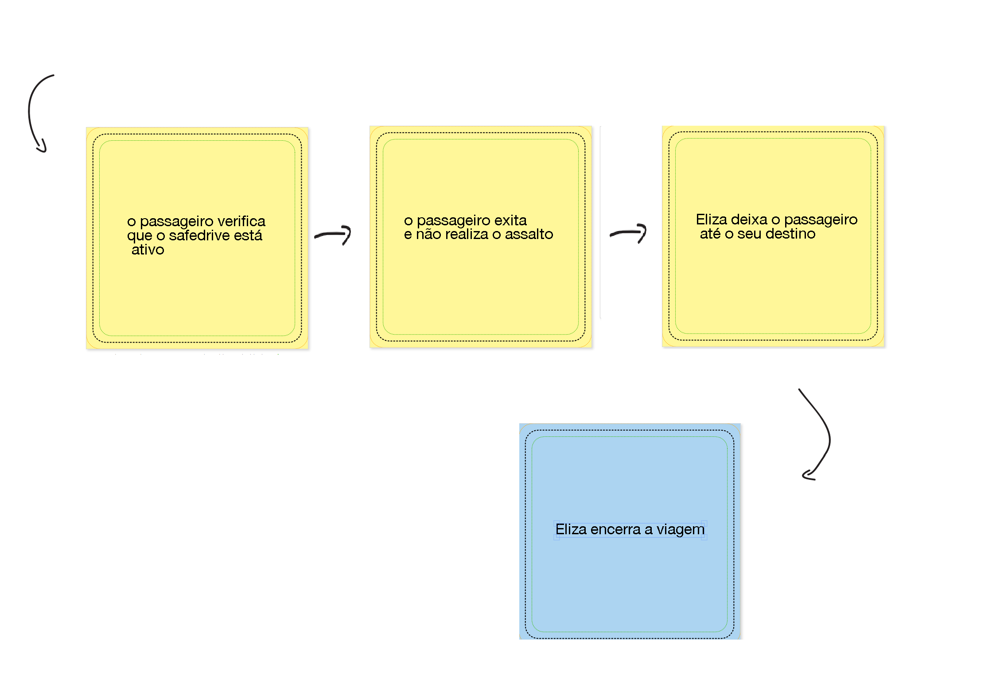 o passageiro verifica
que o safedrive está
ativo
o passageiro exita
e não realiza o assalto
Eliza deixa o passageiro
até o seu destino
Eliza encerra a viagem